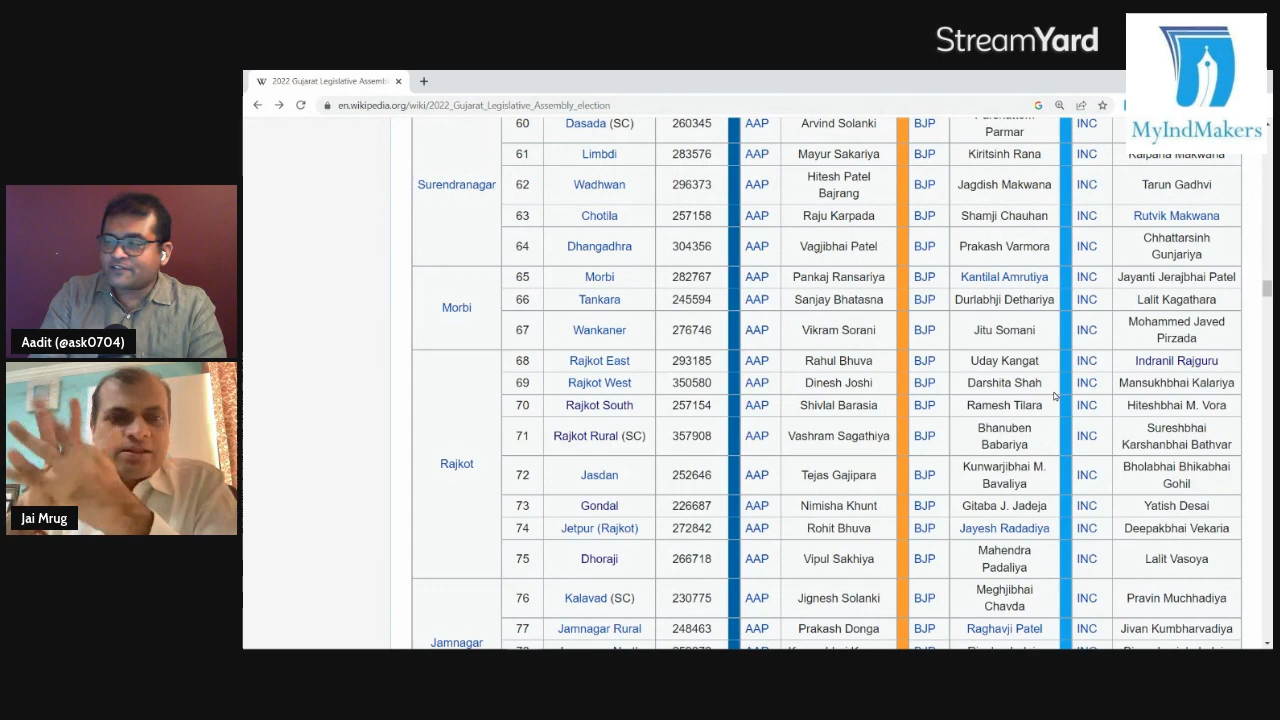 StreamYard
MyIndMakers
2022 Gujarat Legislative Assemb
en.wikipedia.org/wiki/2022_Gujarat_Legislative_Assembly_election
60 Dasada (SC) 260345 AAP Arvind Solanki BJP Parmar INC
Surendranagar
61 Limbdi 283576 AAP Mayur Sakariya BJP Kiritsinh Rana INC Kalpana Makwana
62 Wadhwan 296373 AAP Hitesh Patel Bajrang BJP Jagdish Makwana INC Tarun Gadhvi
63 Chotila 257158 AAP Raju Karpada BJP Shamji Chauhan INC Rutvik Makwana
64 Dhangadhra 304356 AAP Vagjibhai Patel BJP Prakash Varmora INC Chhattarsinh Gunjariya
Morbi
65 Morbi 282767 AAP Pankaj Ransariya BJP Kantilal Amrutiya INC Jayanti Jerajbhai Patel
66 Tankara 245594 AAP Sanjay Bhatasna BJP Durlabhji Dethariya INC Lalit Kagathara
67 Wankaner 276746 AAP Vikram Sorani BJP Jitu Somani INC Mohammed Javed Pirzada
Rajkot
68 Rajkot East 293185 AAP Rahul Bhuva BJP Uday Kangat INC Indranil Rajguru
69 Rajkot West 350580 AAP Dinesh Joshi BJP Darshita Shah INC Mansukhbhai Kalariya
70 Rajkot South 257154 AAP Shivlal Barasia BJP Ramesh Tilara INC Hiteshbhai M. Vora
71 Rajkot Rural (SC) 357908 AAP Vashram Sagathiya BJP Bhanuben Babariya INC Sureshbhai Karshanbhai Bathvar
72 Jasdan 252646 AAP Tejas Gajipara BJP Kunwarjibhai M. Bavaliya INC Bholabhai Bhikabhai Gohil
73 Gondal 226687 AAP Nimisha Khunt BJP Gitaba J. Jadeja INC Yatish Desai
74 Jetpur (Rajkot) 272842 AAP Rohit Bhuva BJP Jayesh Radadiya INC Deepakbhai Vekaria
75 Dhoraji 266718 AAP Vipul Sakhiya BJP Mahendra Padaliya INC Lalit Vasoya
Jamnagar
76 Kalavad (SC) 230775 AAP Jignesh Solanki BJP Meghjibhai Chavda INC Pravin Muchhadiya
77 Jamnagar Rural 248463 AAP Prakash Donga BJP Raghavji Patel INC Jivan Kumbharvadiya
Aadit (@ask0704)
Jai Mrug